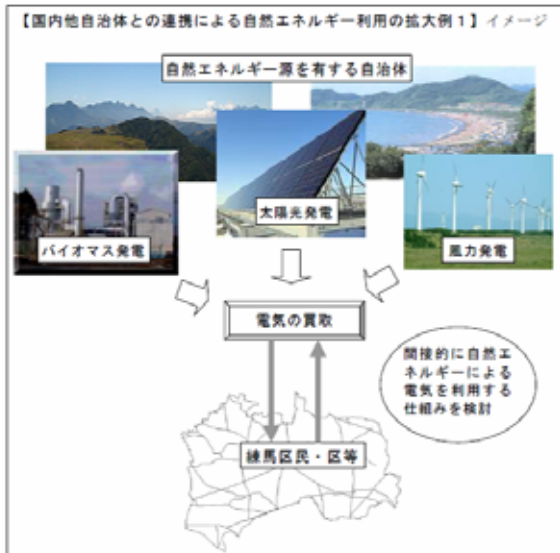 【国内他自治体との連携による自然エネルギー利用の拡大例１】イメージ
自然エネルギー源を有する自治体
太陽光発電
バイオマス発電
風力発電
電気の買取
間接的に自然エ
ネルギーによる
電気を利用する
仕組みを検討
練馬区民・区等